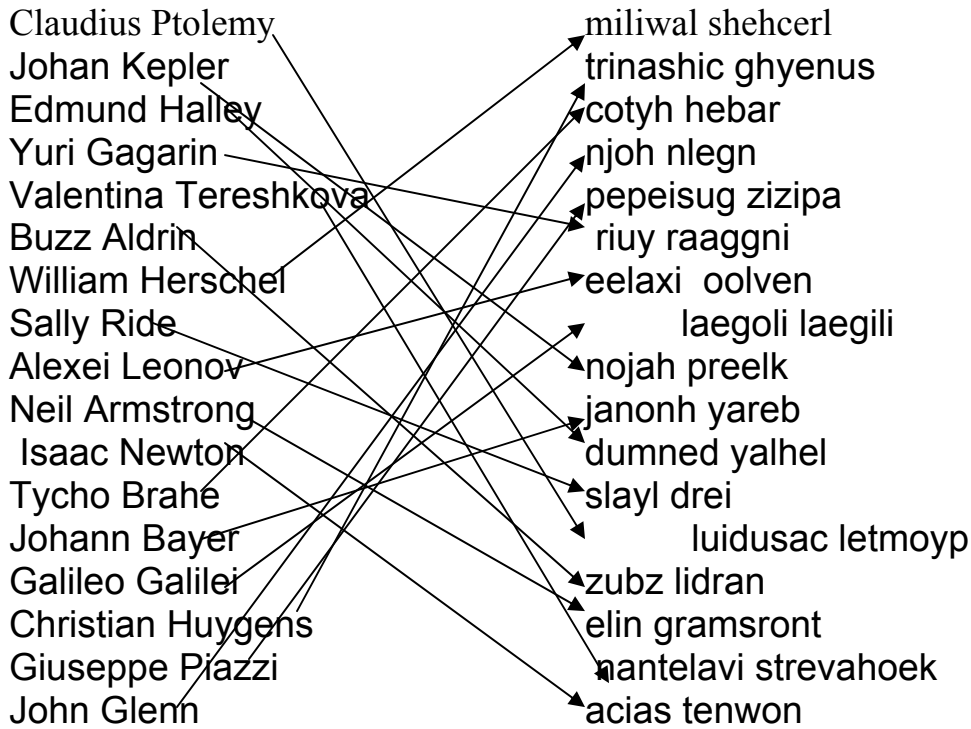 Claudius Ptolemy miliwal shehcerl
Johan Kepler trinashic ghyenus
Edmund Halley cotyh hebar
Yuri Gagarin njoh nlegn
Valentina Tereshkova pepeisug zizipa
Buzz Aldrin riuy raaggni
William Herschel eelaxi oolven
Sally Ride laegoli laegili
Alexei Leonov nojah preelk
Neil Armstrong janonh yareb
Isaac Newton dumned yalhel
Tycho Brahe slayl drei
Johann Bayer luidusac letmoyp
Galileo Galilei zubz lidran
Christian Huygens elin gramsront
Giuseppe Piazzi nantelavi strevahoek
John Glenn acias tenwon